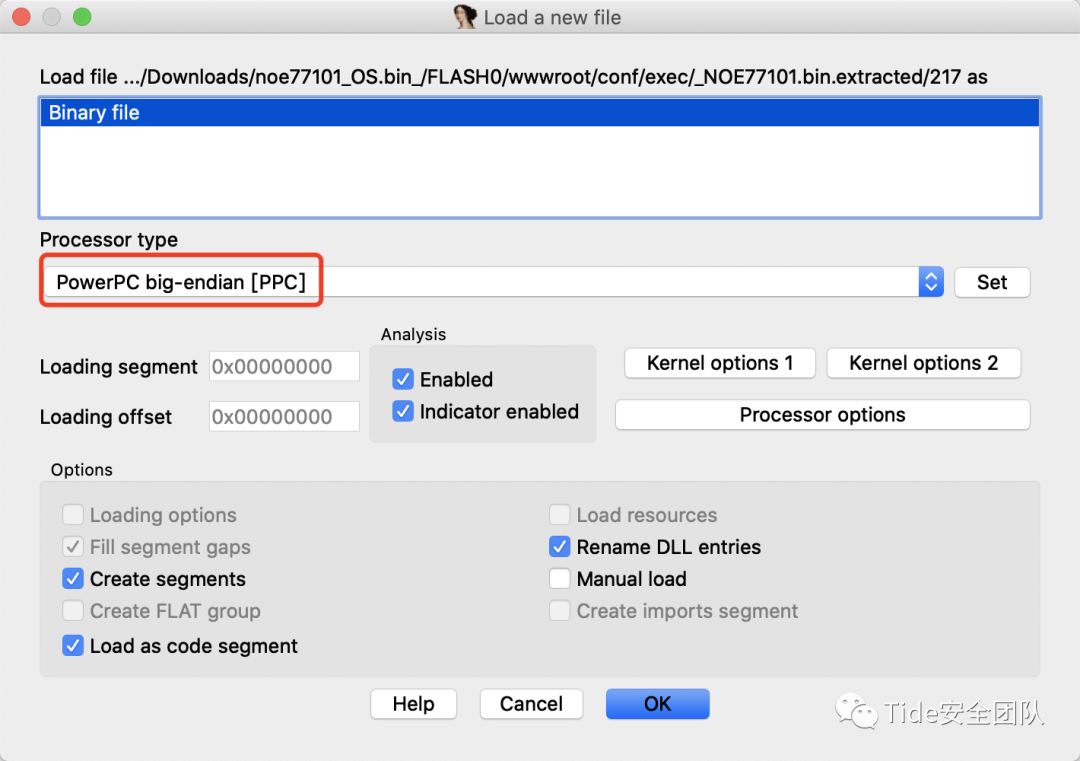 Load a new file
Load file .../Downloads/noe77101_OS.bin_/FLASH0/wwwroot/conf/exec/_NOE77101.bin.extracted/217 as
Binary file
Processor type
PowerPC big-endian [PPC]
Set
Analysis
Loading segment 0x00000000
Enabled
Kernel options 1
Kernel options 2
Loading offset 0x00000000
Indicator enabled
Processor options
Options
Loading options
Load resources
Fill segment gaps
Rename DLL entries
Create segments
Manual load
Create FLAT group
Create imports segment
Load as code segment
Help
Cancel
OK
Tide安全团队